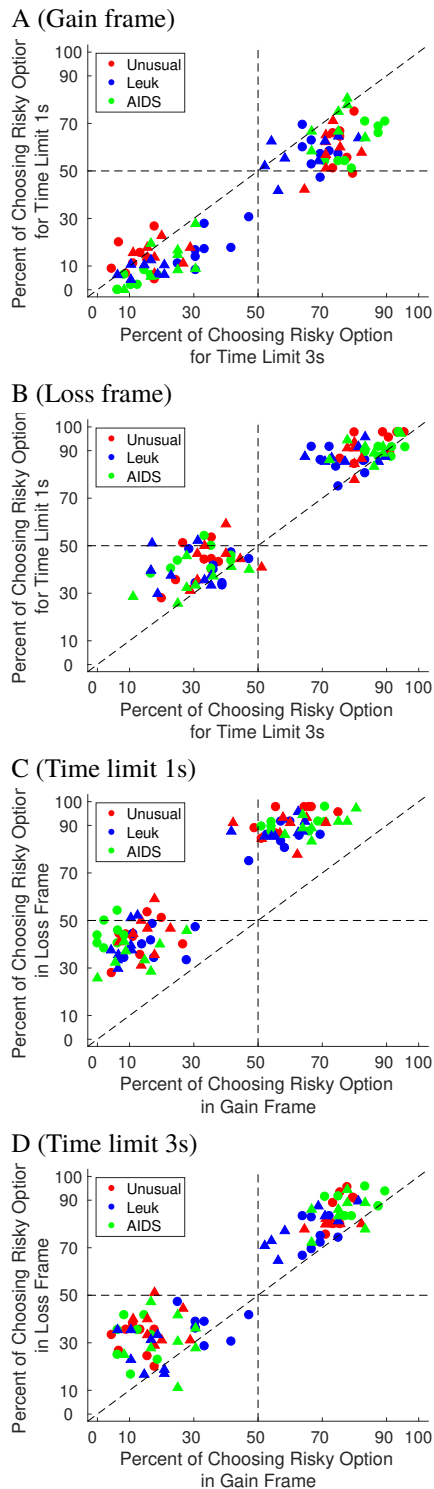 A (Gain frame)
Percent of Choosing Risky Option
for Time Limit 1s
100
90
70
50
30
10
0
Unusual
Leuk
AIDS
0 10 30 50 70 90 100
Percent of Choosing Risky Option
for Time Limit 3s
B (Loss frame)
Percent of Choosing Risky Option
for Time Limit 1s
100
90
70
50
30
10
0
Unusual
Leuk
AIDS
0 10 30 50 70 90 100
Percent of Choosing Risky Option
for Time Limit 3s
C (Time limit 1s)
Percent of Choosing Risky Option
in Loss Frame
100
90
70
50
30
10
0
Unusual
Leuk
AIDS
0 10 30 50 70 90 100
Percent of Choosing Risky Option
in Gain Frame
D (Time limit 3s)
Percent of Choosing Risky Option
in Loss Frame
100
90
70
50
30
10
0
Unusual
Leuk
AIDS
0 10 30 50 70 90 100
Percent of Choosing Risky Option
in Gain Frame